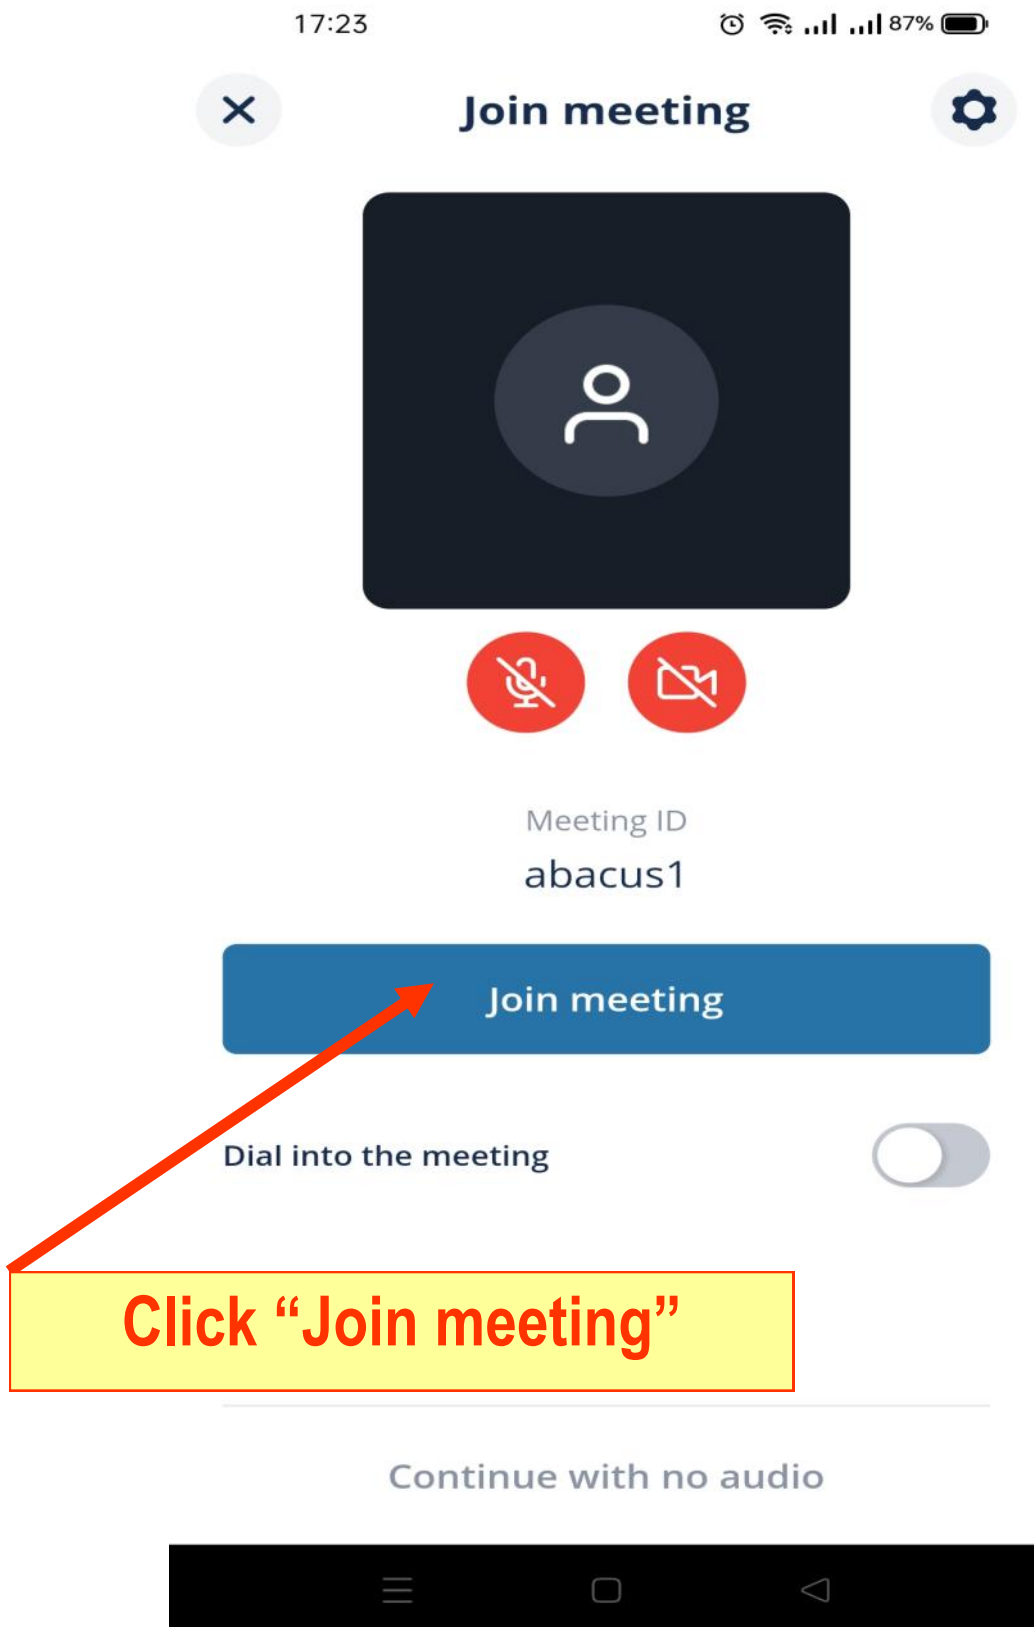 17:23 87%
Join meeting
Meeting ID
abacus1
Join meeting
Dial into the meeting
Click “Join meeting”
Continue with no audio